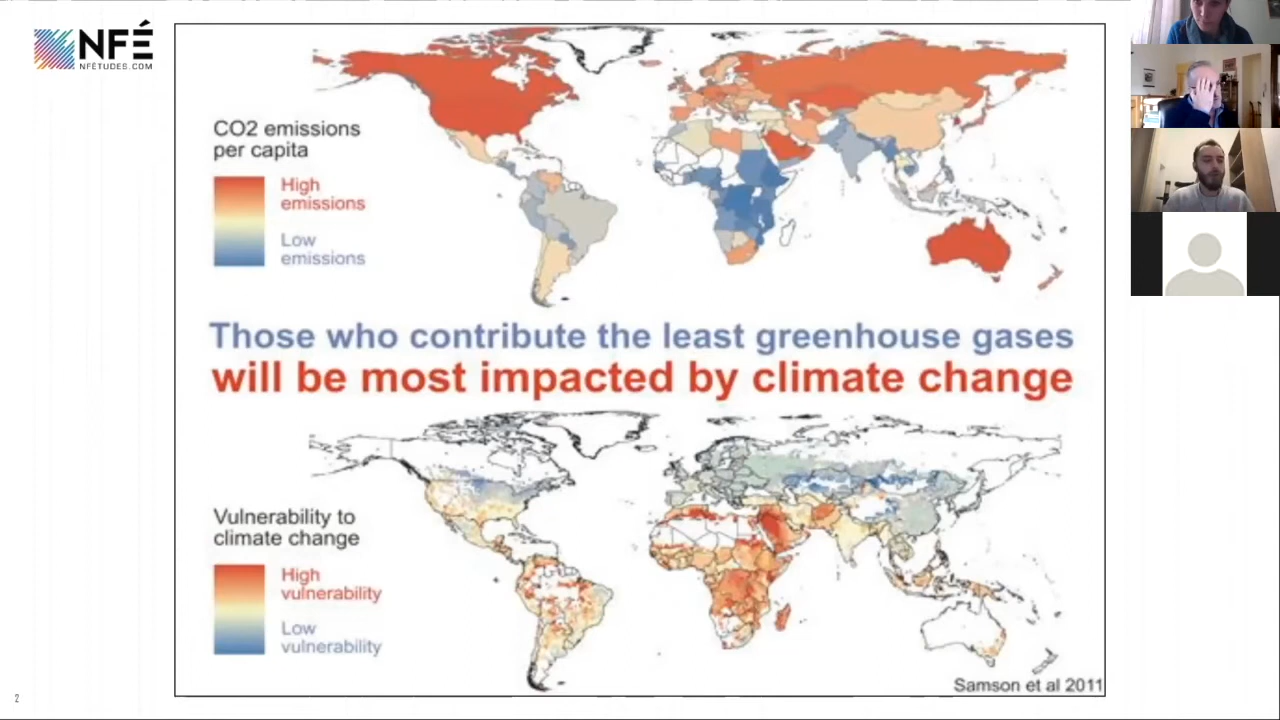 NFÉ
NFÉTUDES.COM
CO2 emissions
per capita
High
emissions
Low
emissions
Those who contribute the least greenhouse gases
will be most impacted by climate change
Vulnerability to
climate change
High
vulnerability
Low
vulnerability
Samson et al 2011
2